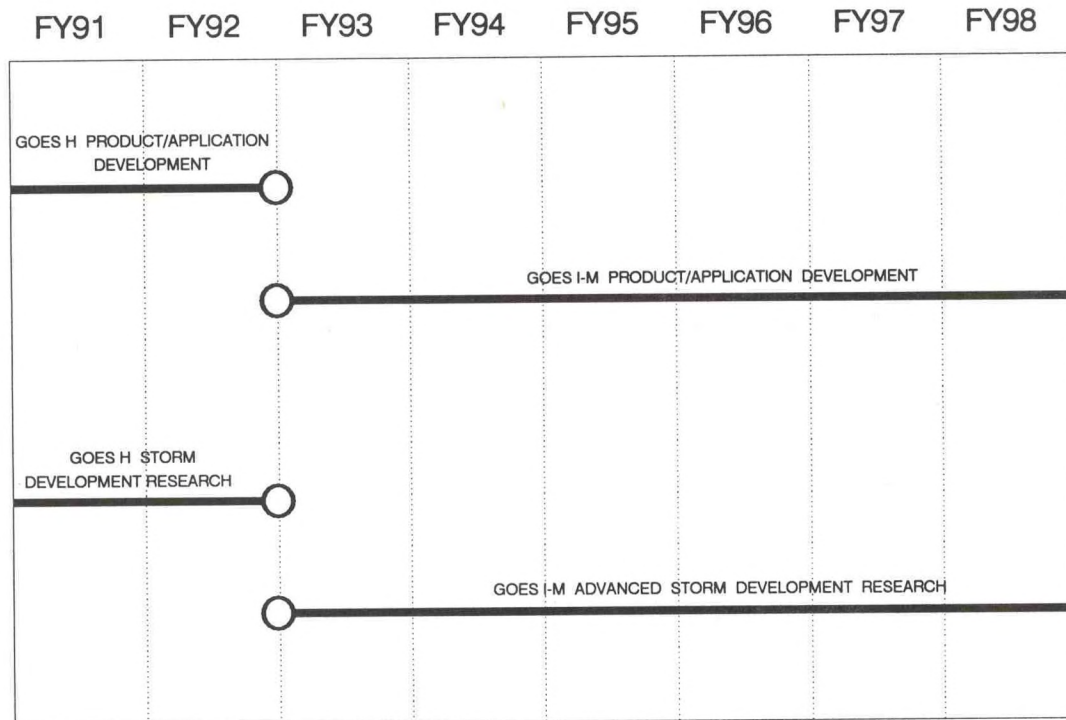 FY91 FY92 FY93 FY94 FY95 FY96 FY97 FY98
GOES H PRODUCT/APPLICATION
DEVELOPMENT
GOES I-M PRODUCT/APPLICATION DEVELOPMENT
GOES H STORM
DEVELOPMENT RESEARCH
GOES I-M ADVANCED STORM DEVELOPMENT RESEARCH